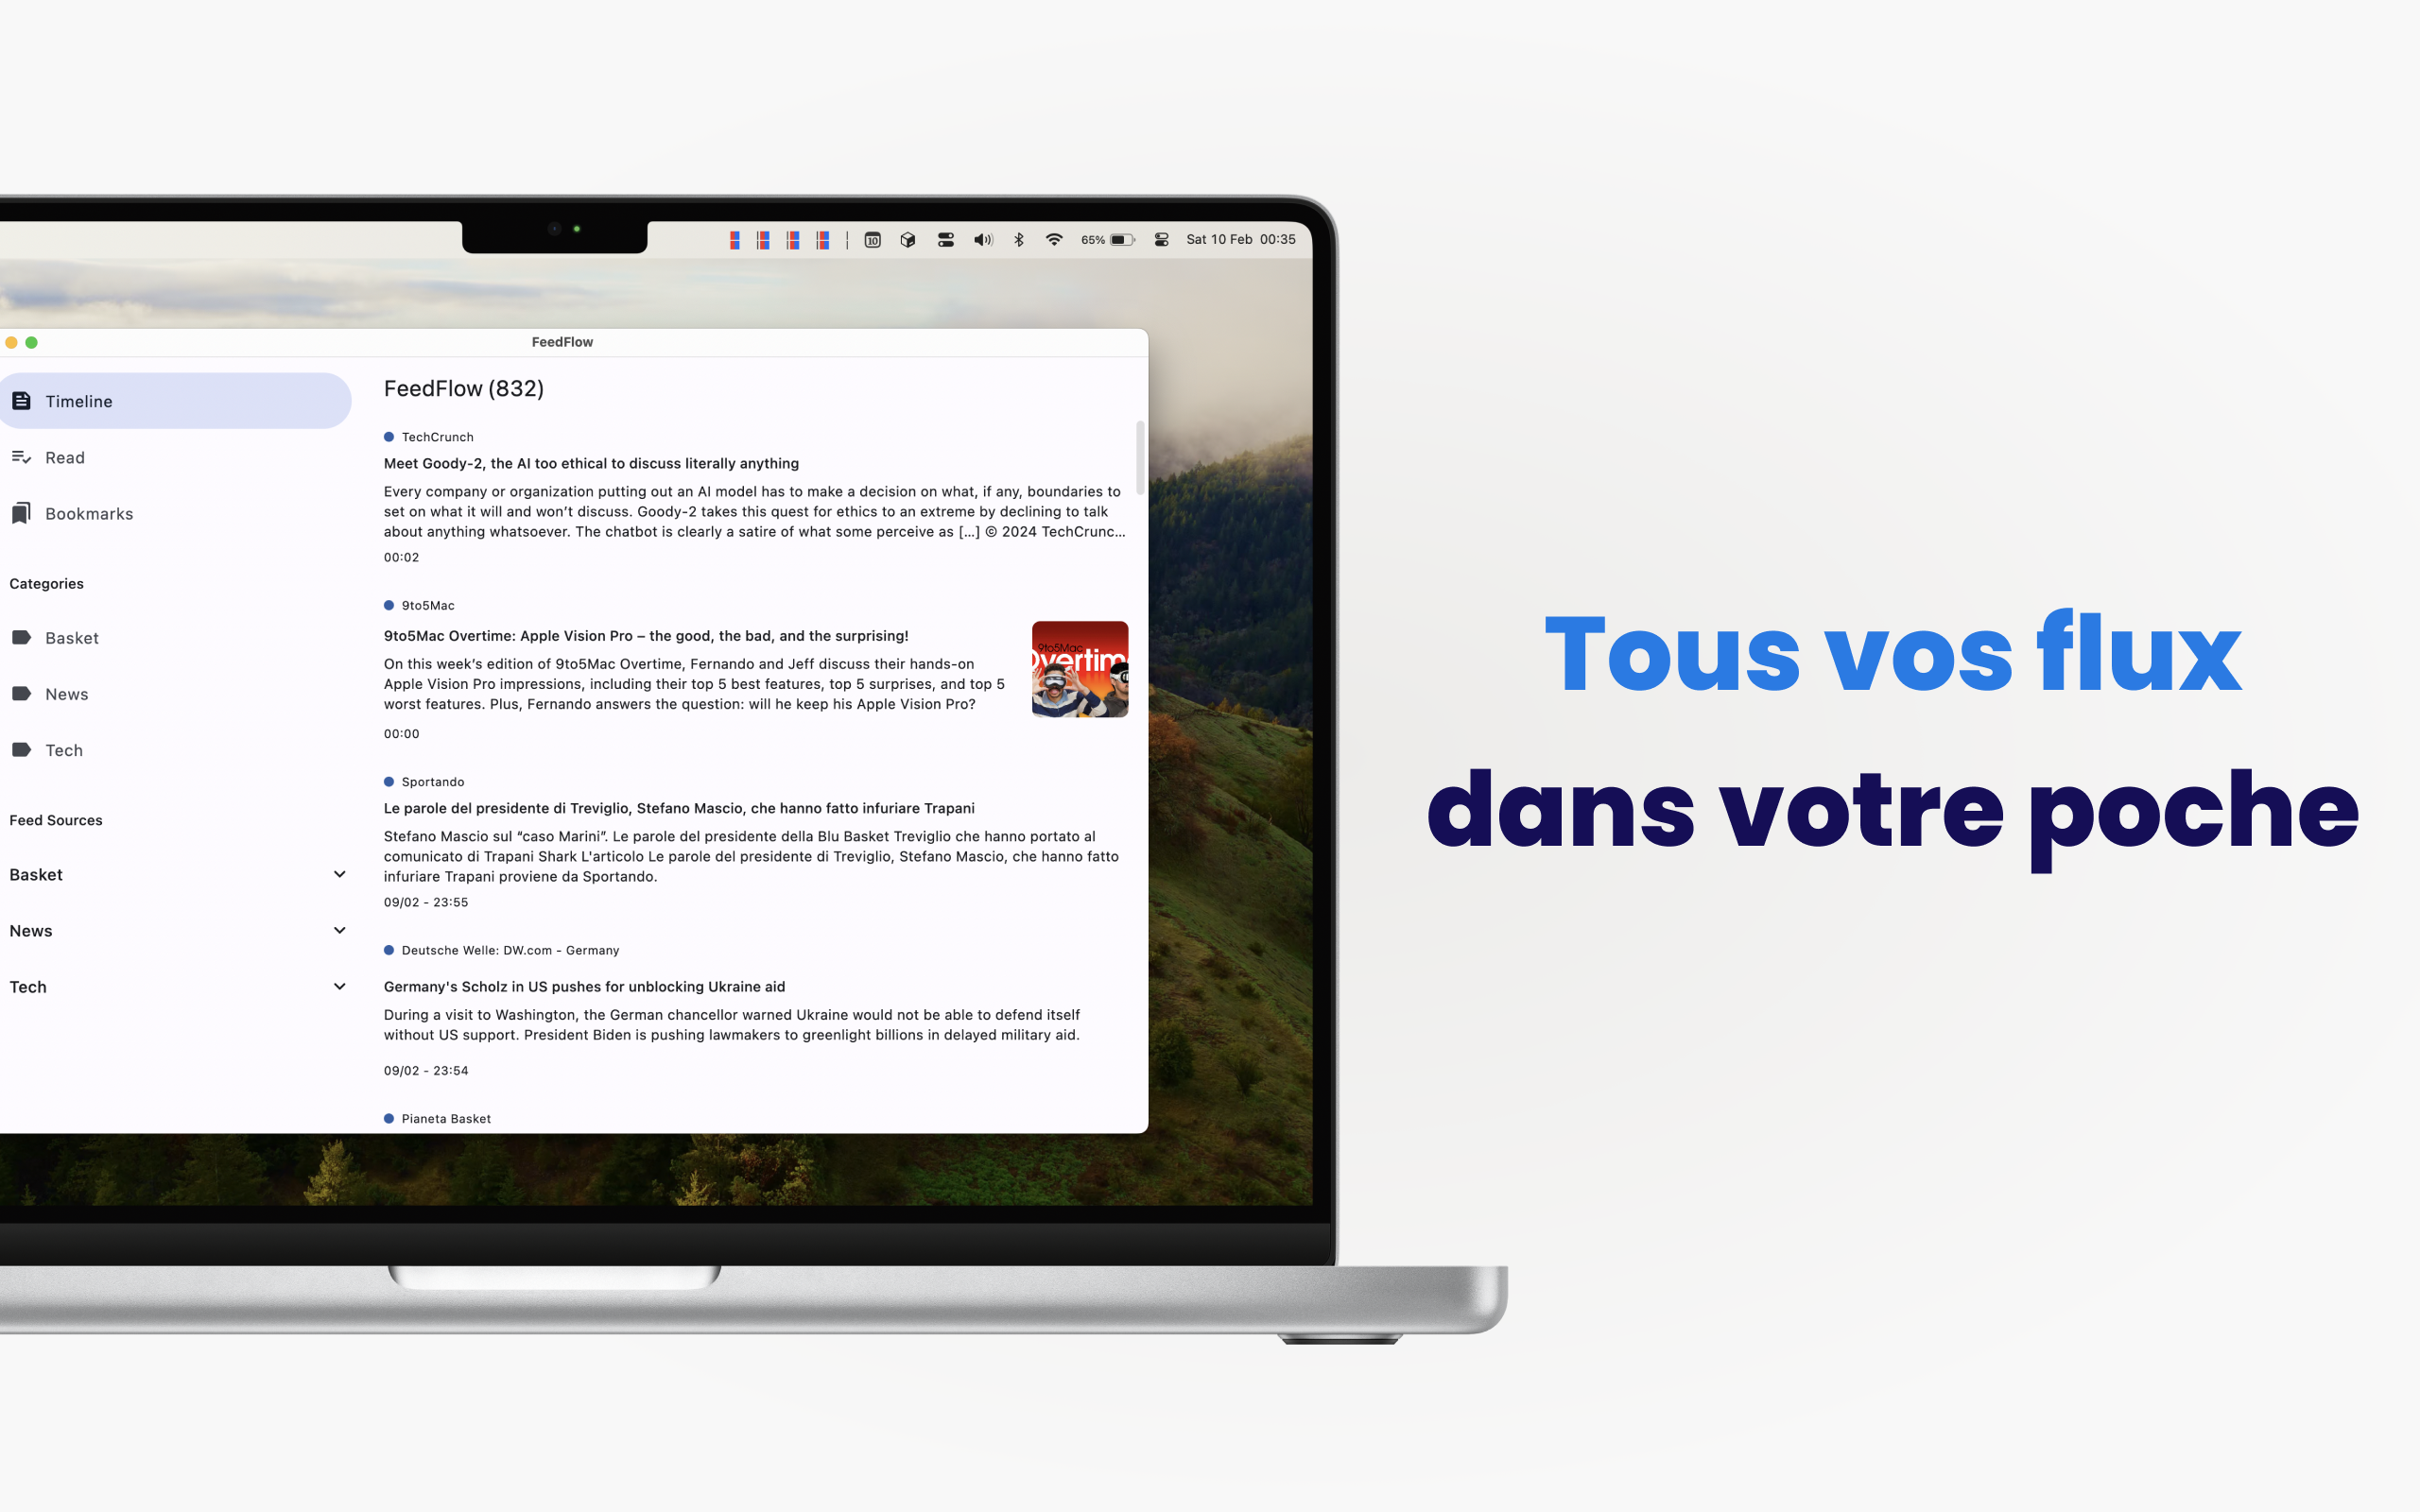 10
65%
Sat 10 Feb 00:35
FeedFlow
Timeline
Read
Bookmarks
Categories
Basket
News
Tech
Feed Sources
Basket
News
Tech
FeedFlow (832)
TechCrunch
Meet Goody-2, the AI too ethical to discuss literally anything
Every company or organization putting out an AI model has to make a decision on what, if any, boundaries to
set on what it will and won’t discuss. Goody-2 takes this quest for ethics to an extreme by declining to talk
about anything whatsoever. The chatbot is clearly a satire of what some perceive as [...] © 2024 TechCrunc...
00:02
9to5Mac
9to5Mac Overtime: Apple Vision Pro – the good, the bad, and the surprising!
On this week’s edition of 9to5Mac Overtime, Fernando and Jeff discuss their hands-on
Apple Vision Pro impressions, including their top 5 best features, top 5 surprises, and top 5
worst features. Plus, Fernando answers the question: will he keep his Apple Vision Pro?
00:00
9to5Mac
Overtim
Sportando
Le parole del presidente di Treviglio, Stefano Mascio, che hanno fatto infuriare Trapani
Stefano Mascio sul “caso Marini”. Le parole del presidente della Blu Basket Treviglio che hanno portato al
comunicato di Trapani Shark L'articolo Le parole del presidente di Treviglio, Stefano Mascio, che hanno fatto
infuriare Trapani proviene da Sportando.
09/02 - 23:55
Deutsche Welle: DW.com - Germany
Germany's Scholz in US pushes for unblocking Ukraine aid
During a visit to Washington, the German chancellor warned Ukraine would not be able to defend itself
without US support. President Biden is pushing lawmakers to greenlight billions in delayed military aid.
09/02 - 23:54
Pianeta Basket
Tous vos flux
dans votre poche